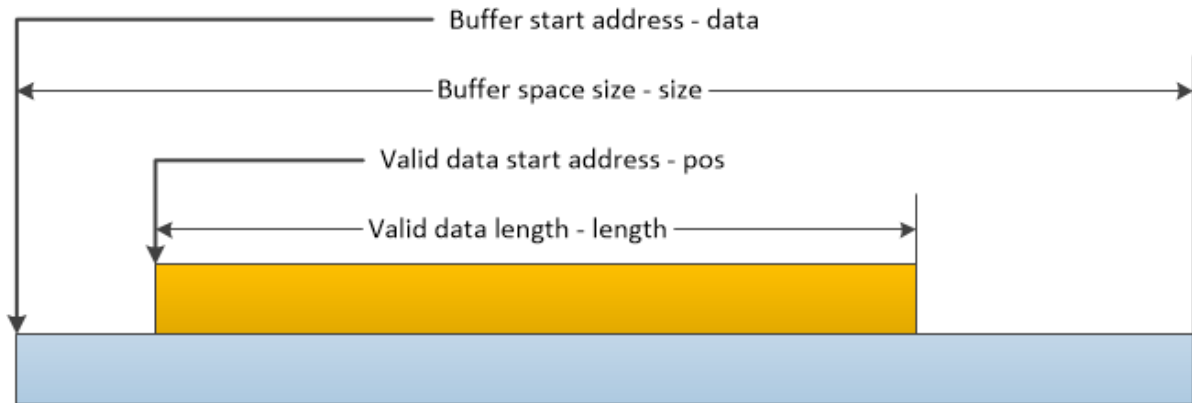 Buffer start address - data
Buffer space size - size
Valid data start address - pos
Valid data length - length